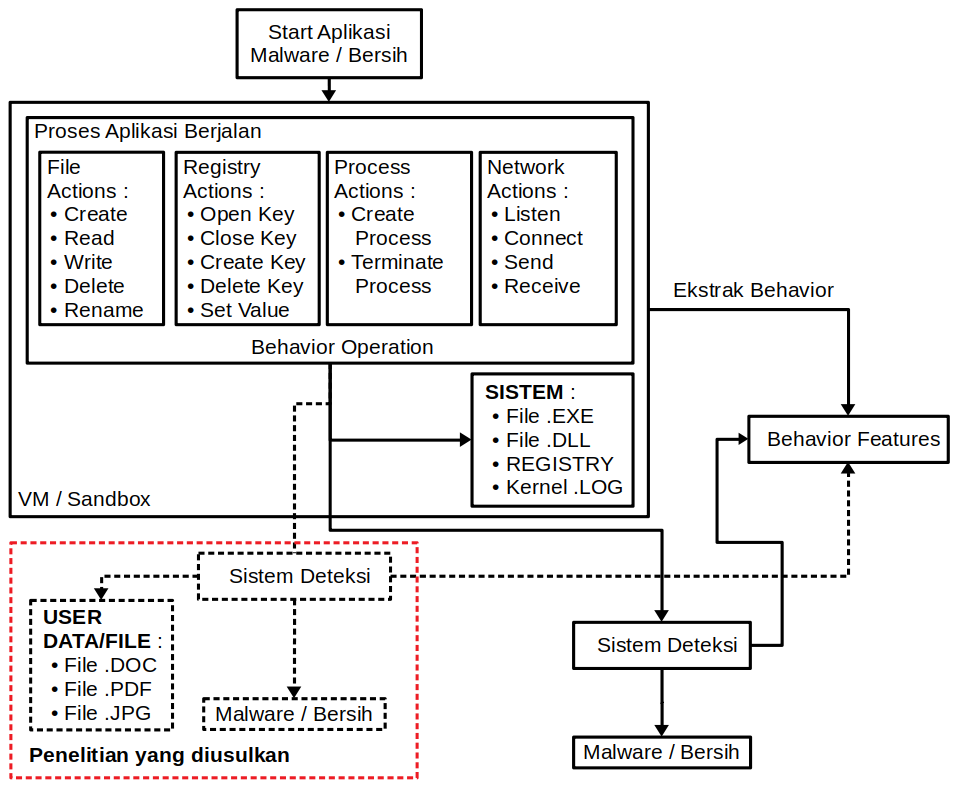 Start Aplikasi
Malware / Bersih
Proses Aplikasi Berjalan
File
Actions :
• Create
• Read
• Write
• Delete
• Rename
Registry
Actions :
• Open Key
• Close Key
• Create Key
• Delete Key
• Set Value
Process
Actions :
• Create
Process
• Terminate
Process
Network
Actions :
• Listen
• Connect
• Send
• Receive
Behavior Operation
Ekstrak Behavior
SISTEM :
• File .EXE
• File .DLL
• REGISTRY
• Kernel .LOG
Behavior Features
VM / Sandbox
Sistem Deteksi
USER
DATA/FILE :
• File .DOC
• File .PDF
• File .JPG
Malware / Bersih
Penelitian yang diusulkan
Sistem Deteksi
Malware / Bersih